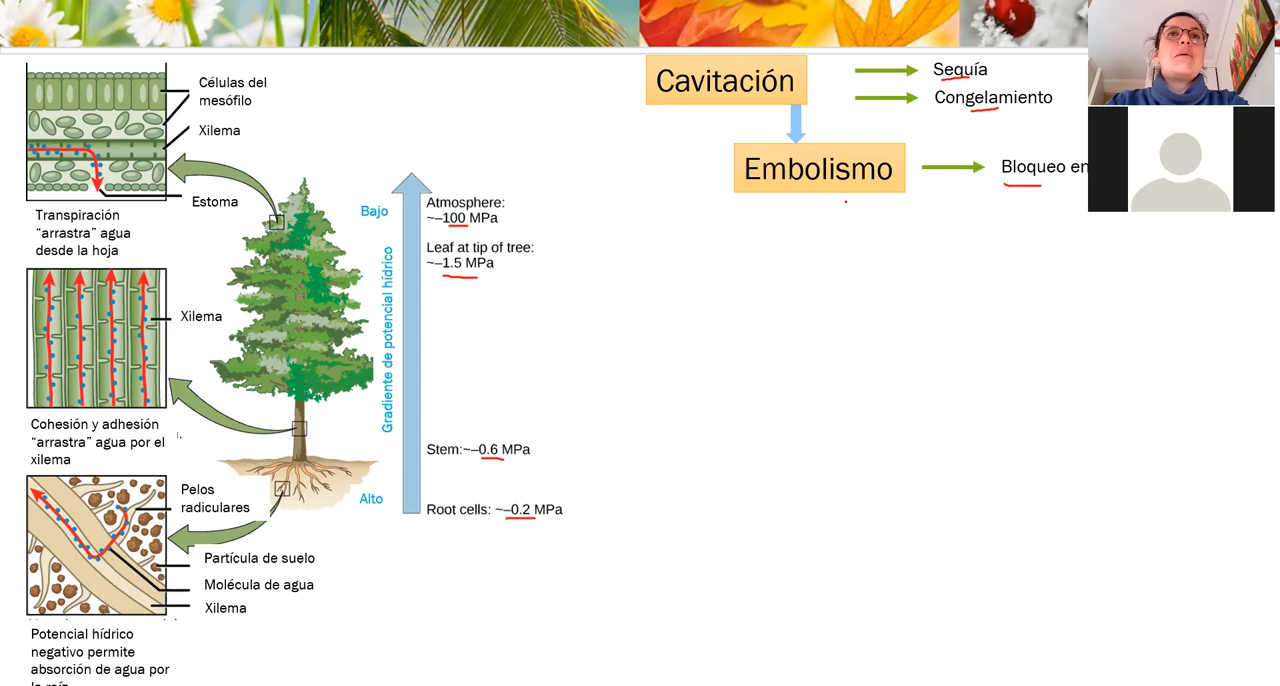 Células del
mesófilo
Xilema
Estoma
Transpiración
“arrastra” agua
desde la hoja
Xilema
Cohesión y adhesión
“arrastra” agua por el
xilema
Pelos
radiculares
Partícula de suelo
Molécula de agua
Xilema
Potencial hídrico
negativo permite
absorción de agua por
Bajo
Gradiente de potencial hídrico
Alto
Atmosphere:
~–100 MPa
Leaf at tip of tree:
~–1.5 MPa
Stem:~–0.6 MPa
Root cells: ~–0.2 MPa
Cavitación
Sequía
Congelamiento
Embolismo
Bloqueo en